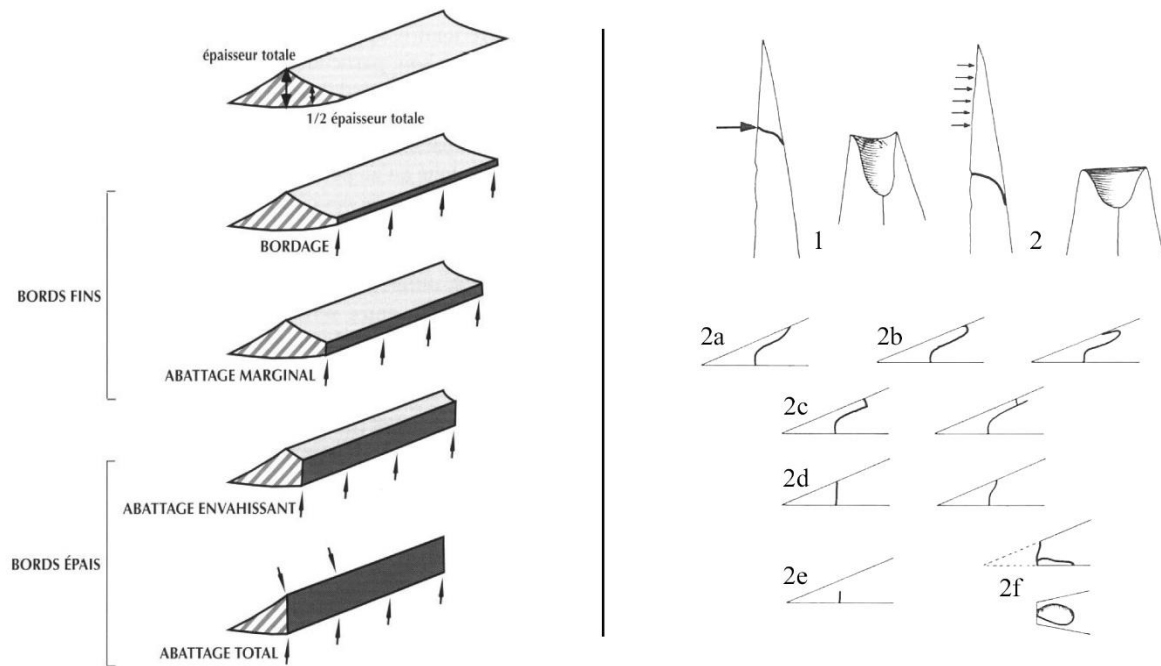 épaisseur totale
1/2 épaisseur totale
BORDAGE
BORDS FINS
ABATTAGE MARGINAL
ABATTAGE ENVAHISSANT
BORDS ÉPAIS
ABATTAGE TOTAL
1
2
2a
2b
2c
2d
2e
2f